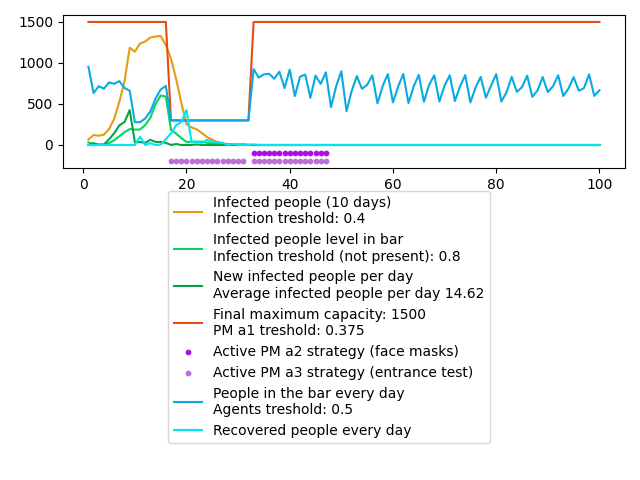 1500
1000
500
0
0 20 40 60 80 100
Infected people (10 days)
Infection treshold: 0.4
Infected people level in bar
Infection treshold (not present): 0.8
New infected people per day
Average infected people per day 14.62
Final maximum capacity: 1500
PM a1 treshold: 0.375
Active PM a2 strategy (face masks)
Active PM a3 strategy (entrance test)
People in the bar every day
Agents treshold: 0.5
Recovered people every day